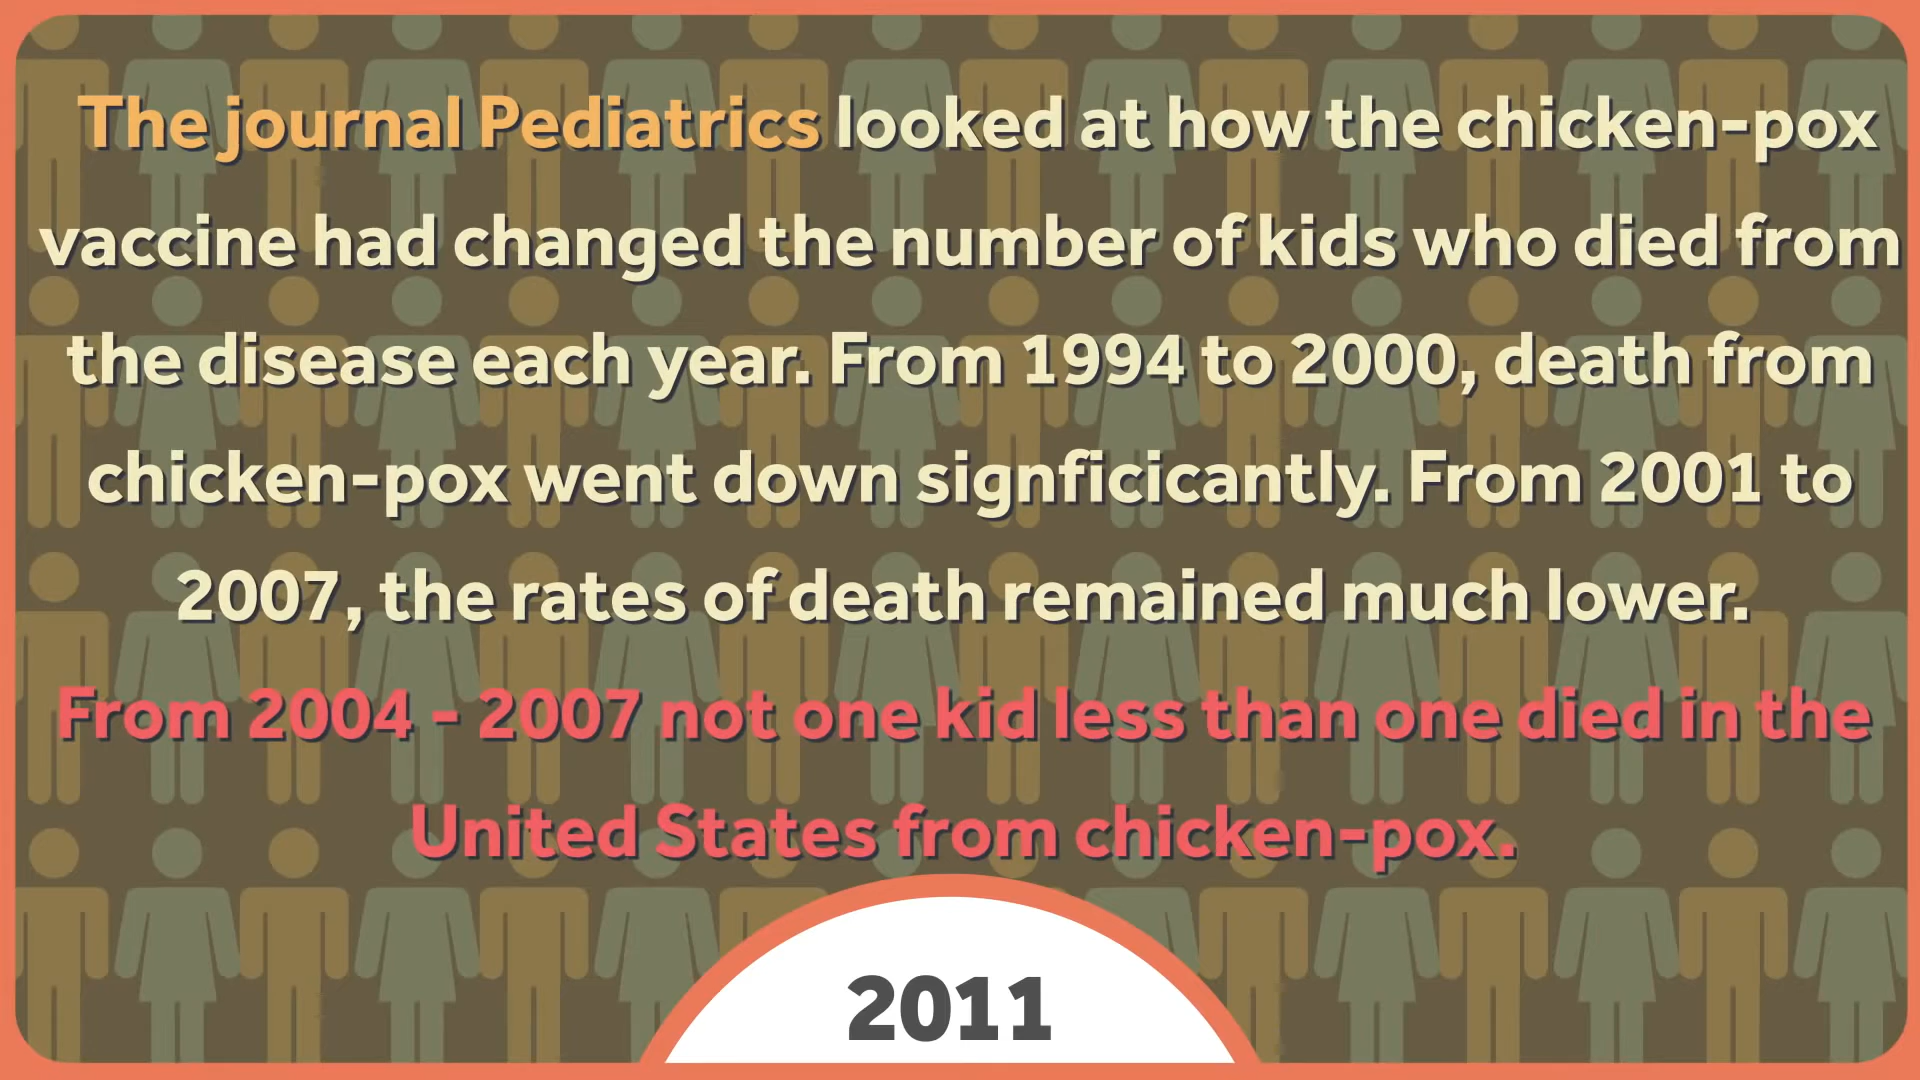 The journal Pediatrics looked at how the chicken-pox
vaccine had changed the number of kids who died from
the disease each year. From 1994 to 2000, death from
chicken-pox went down signficicantly. From 2001 to
2007, the rates of death remained much lower.
From 2004 - 2007 not one kid less than one died in the
United States from chicken-pox.
2011